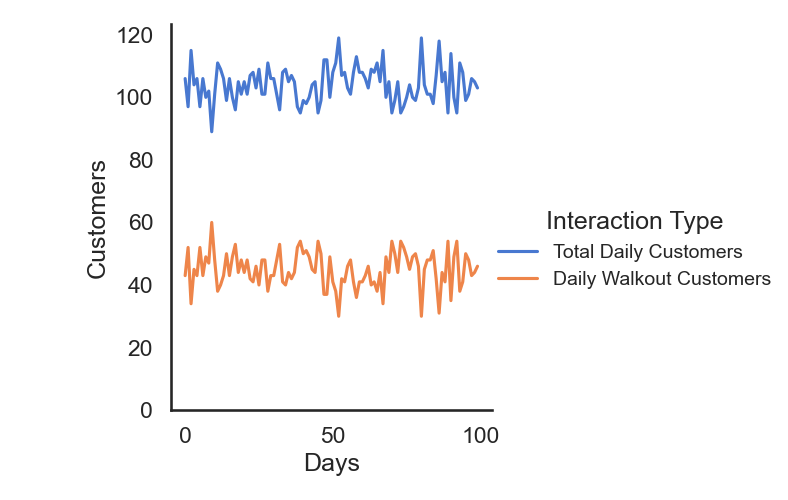 120
100
80
60
40
20
0
Customers
0 50 100
Days
Interaction Type
Total Daily Customers
Daily Walkout Customers